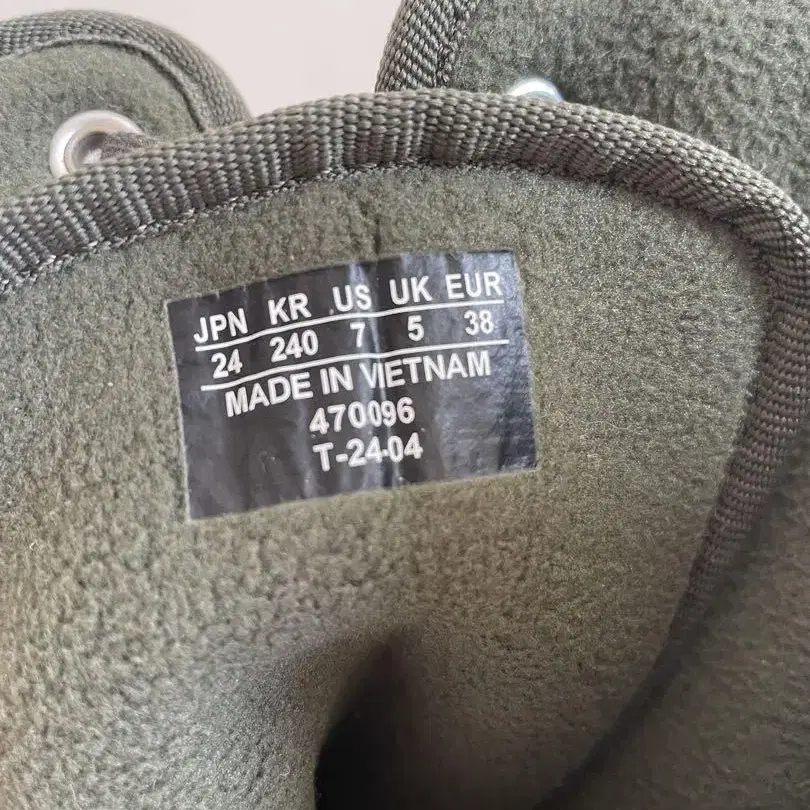 JPN KR US UK EUR
24 240 7 5 38
MADE IN VIETNAM
470096
T-24-04